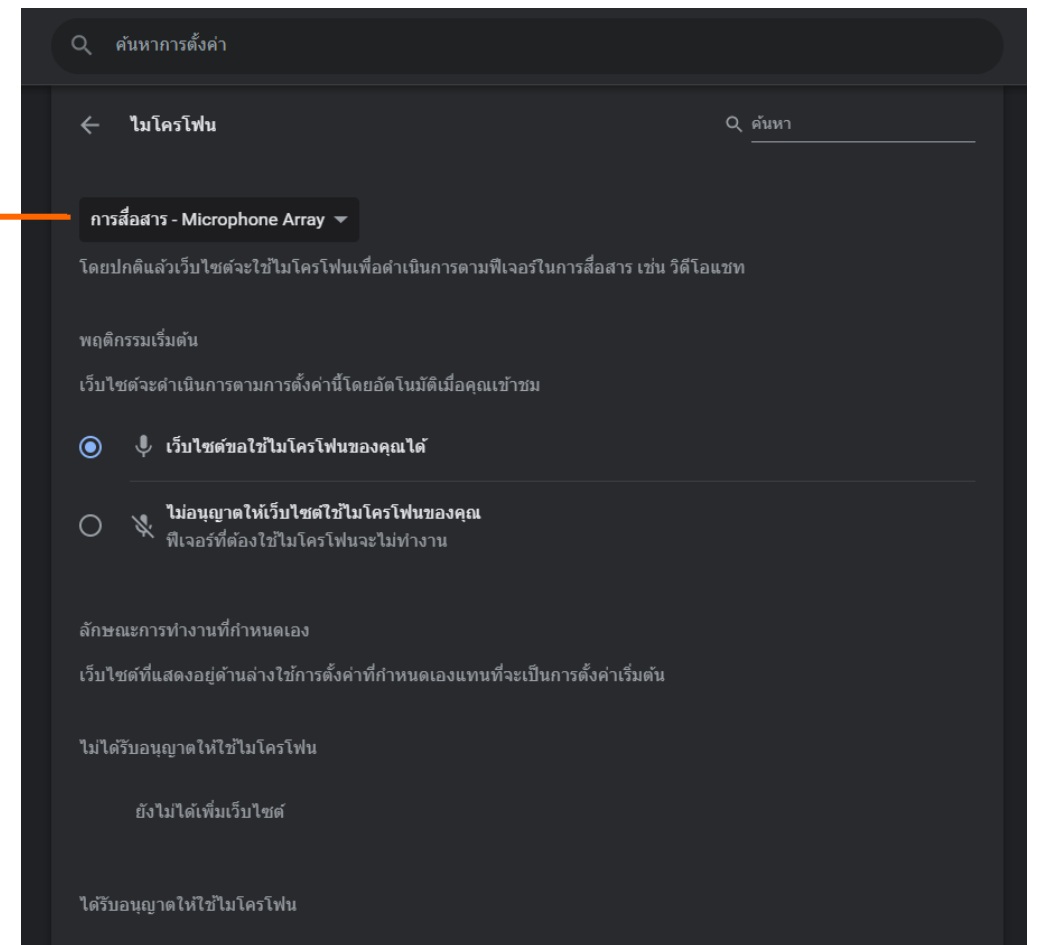 ค้นหาการตั้งค่า
ไมโครโฟน
ค้นหา
การสื่อสาร - Microphone Array
โดยปกติแล้วเว็บไซต์จะใช้ไมโครโฟนเพื่อดำเนินการตามฟีเจอร์ในการสื่อสาร เช่น วิดีโอแชท
พฤติกรรมเริ่มต้น
เว็บไซต์จะดำเนินการตามการตั้งค่านี้โดยอัตโนมัติเมื่อคุณเข้าชม
เว็บไซต์ขอใช้ไมโครโฟนของคุณได้
ไม่อนุญาตให้เว็บไซต์ใช้ไมโครโฟนของคุณ
ฟีเจอร์ที่ต้องใช้ไมโครโฟนจะไม่ทำงาน
ลักษณะการทำงานที่กำหนดเอง
เว็บไซต์ที่แสดงอยู่ด้านล่างใช้การตั้งค่าที่กำหนดเองแทนที่จะเป็นการตั้งค่าเริ่มต้น
ไม่ได้รับอนุญาตให้ใช้ไมโครโฟน
ยังไม่ได้เพิ่มเว็บไซต์
ได้รับอนุญาตให้ใช้ไมโครโฟน